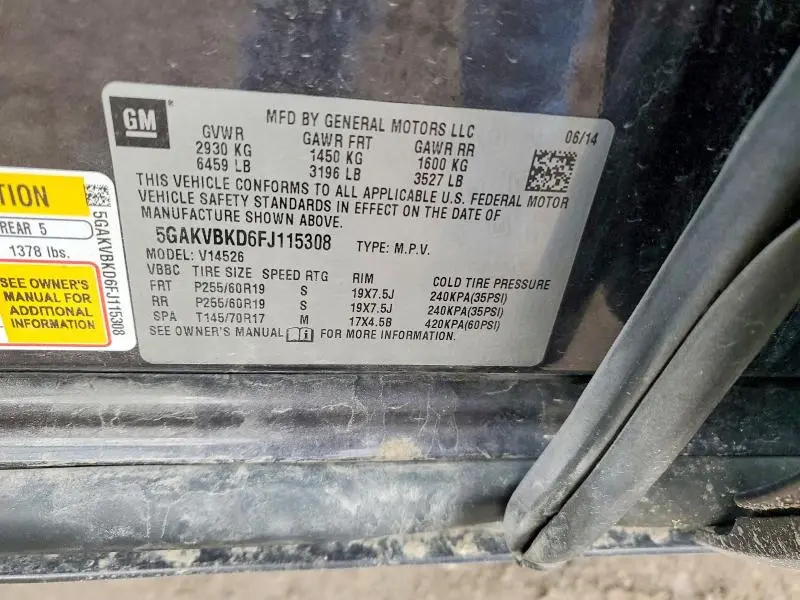 GM
MFD BY GENERAL MOTORS LLC 06/14
GVWR GAWR FRT GAWR RR
2930 KG 1450 KG 1600 KG
6459 LB 3196 LB 3527 LB
THIS VEHICLE CONFORMS TO ALL APPLICABLE U.S. FEDERAL MOTOR
VEHICLE SAFETY STANDARDS IN EFFECT ON THE DATE OF
MANUFACTURE SHOWN ABOVE.
5GAKVBKD6FJ115308 TYPE: M.P.V.
MODEL: V14526
VBBC TIRE SIZE SPEED RTG RIM COLD TIRE PRESSURE
FRT P255/60R19 S 19X7.5J 240KPA(35PSI)
RR P255/60R19 S 19X7.5J 240KPA(35PSI)
SPA T145/70R17 M 17X4.5B 420KPA(60PSI)
SEE OWNER'S MANUAL FOR MORE INFORMATION.
REAR 5
1378 lbs.
SEE OWNER'S
MANUAL FOR
ADDITIONAL
INFORMATION
5GAKVBKD6FJ115308